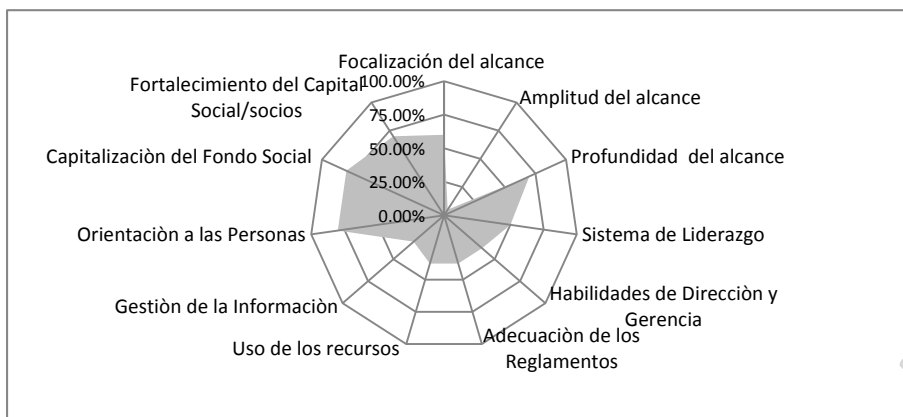 Focalización del alcance
Amplitud del alcance
Profundidad  del alcance
Sistema de Liderazgo
Habilidades de Direcciòn y
Gerencia
Adecuaciòn de los
Reglamentos
Uso de los recursos
Gestiòn de la Informaciòn
Orientaciòn a las Personas
Capitalizaciòn del Fondo Social
Fortalecimiento del Capital
Social/socios
100.00%
75.00%
50.00%
25.00%
0.00%